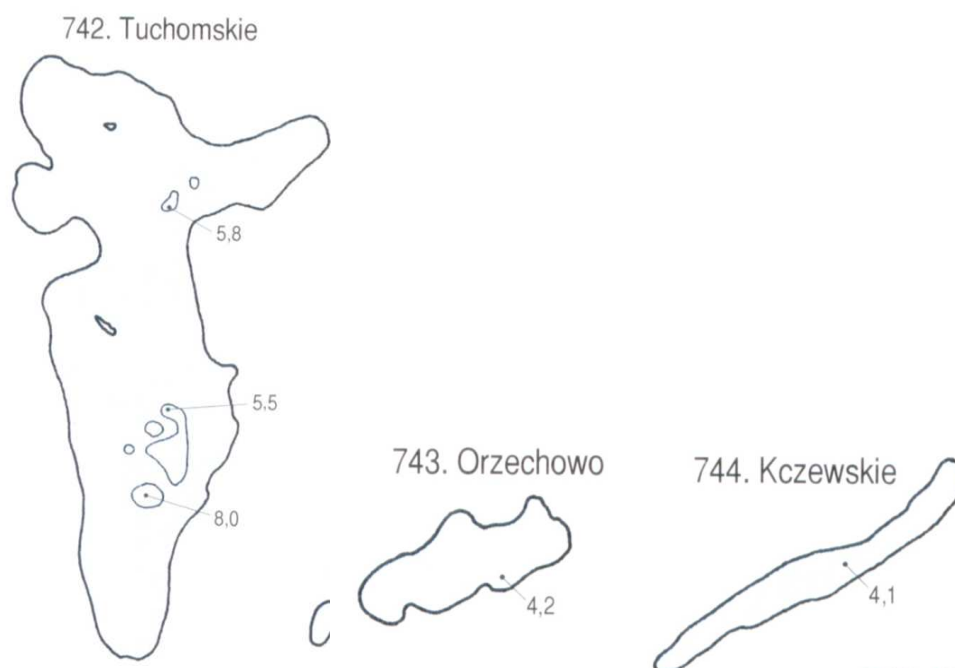 742. Tuchomskie
5,8
5,5
8,0
743. Orzechowo
4,2
744. Kczewskie
4,1